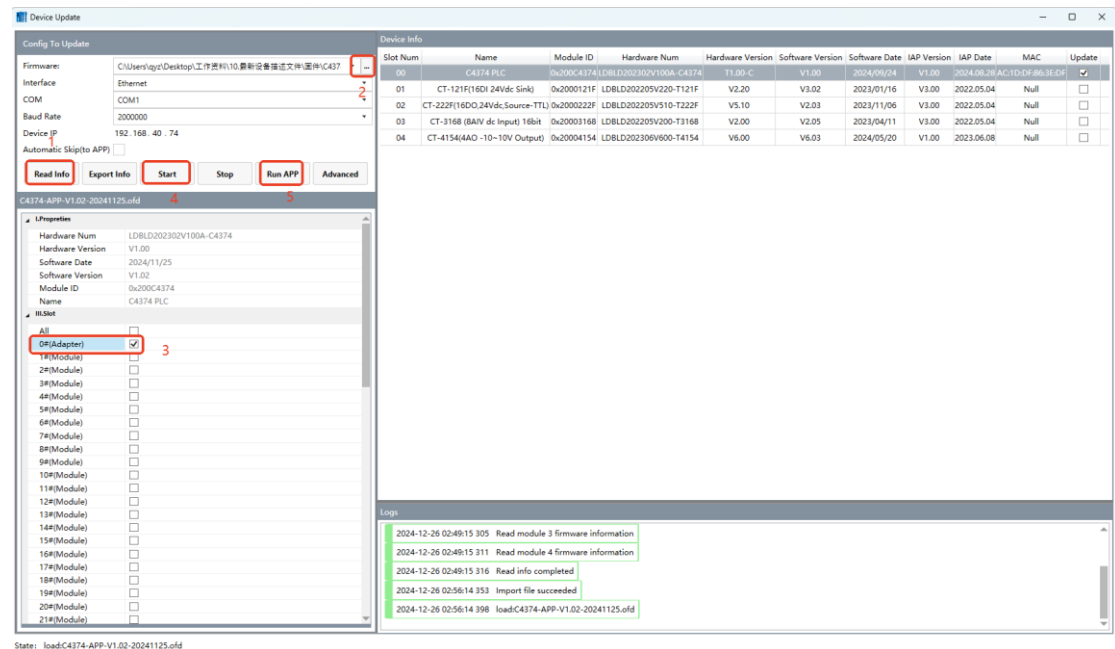 Device Update
Config To Update
Firmware: C:\Users\qyz\Desktop\工作资料\10.最新设备描述文件\固件\C437 ...
2
Interface Ethernet
COM COM1
Baud Rate 2000000
Device IP 192.168.40.74
1
Automatic Skip(to APP)
Read Info Export Info Start Stop Run APP Advanced
4 5
C4374-APP-V1.02-20241125.ofd
I.Propreties
Hardware Num LDBLD202302V100A-C4374
Hardware Version V1.00
Software Date 2024/11/25
Software Version V1.02
Module ID 0x200C4374
Name C4374 PLC
III.Slot
All
0#(Adapter)
3
1#(Module)
2#(Module)
3#(Module)
4#(Module)
5#(Module)
6#(Module)
7#(Module)
8#(Module)
9#(Module)
10#(Module)
11#(Module)
12#(Module)
13#(Module)
14#(Module)
15#(Module)
16#(Module)
17#(Module)
18#(Module)
19#(Module)
20#(Module)
21#(Module)
Device Info
Slot Num Name Module ID Hardware Num Hardware Version Software Version Software Date IAP Version IAP Date MAC Update
00 C4374 PLC 0x200C4374 LDBLD202302V100A-C4374 T1.00-C V1.00 2024/09/24 V1.00 2024.08.28 AC:1D:DF:86:3E:DF
01 CT-121F(16DI 24Vdc Sink) 0x2000121F LDBLD202205V220-T121F V2.20 V3.02 2023/01/16 V3.00 2022.05.04 Null
02 CT-222F(16DO,24Vdc,Source-TTL) 0x2000222F LDBLD202205V510-T222F V5.10 V2.03 2023/11/06 V3.00 2022.05.04 Null
03 CT-3168 (8AIV dc Input) 16bit 0x20003168 LDBLD202205V200-T3168 V2.00 V2.05 2023/04/11 V3.00 2022.05.04 Null
04 CT-4154(4AO -10~10V Output) 0x20004154 LDBLD202306V600-T4154 V6.00 V6.03 2024/05/20 V1.00 2023.06.08 Null
Logs
2024-12-26 02:49:15 305 Read module 3 firmware information
2024-12-26 02:49:15 311 Read module 4 firmware information
2024-12-26 02:49:15 316 Read info completed
2024-12-26 02:56:14 353 Import file succeeded
2024-12-26 02:56:14 398 load:C4374-APP-V1.02-20241125.ofd
State: load:C4374-APP-V1.02-20241125.ofd